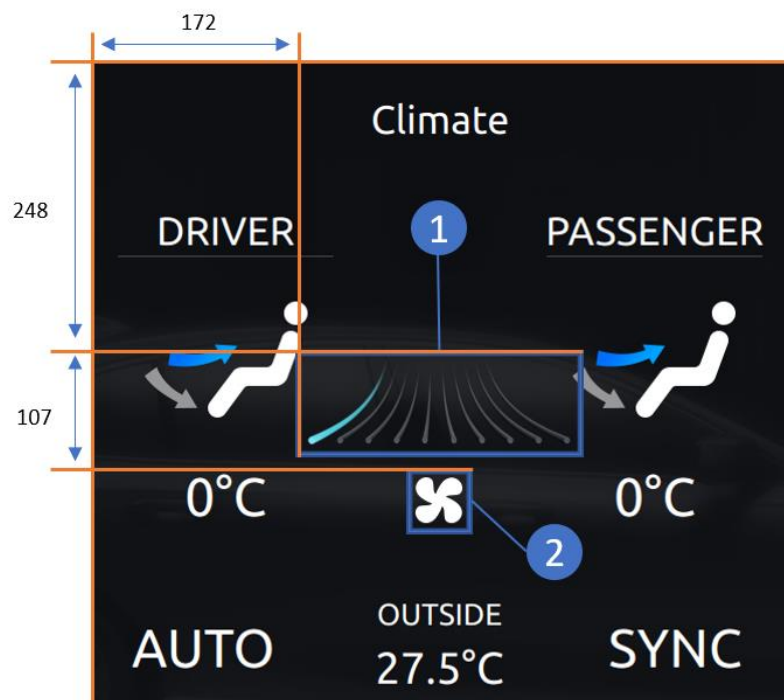 172
Climate
248
DRIVER
1
PASSENGER
107
0°C
0°C
2
AUTO
OUTSIDE
27.5°C
SYNC